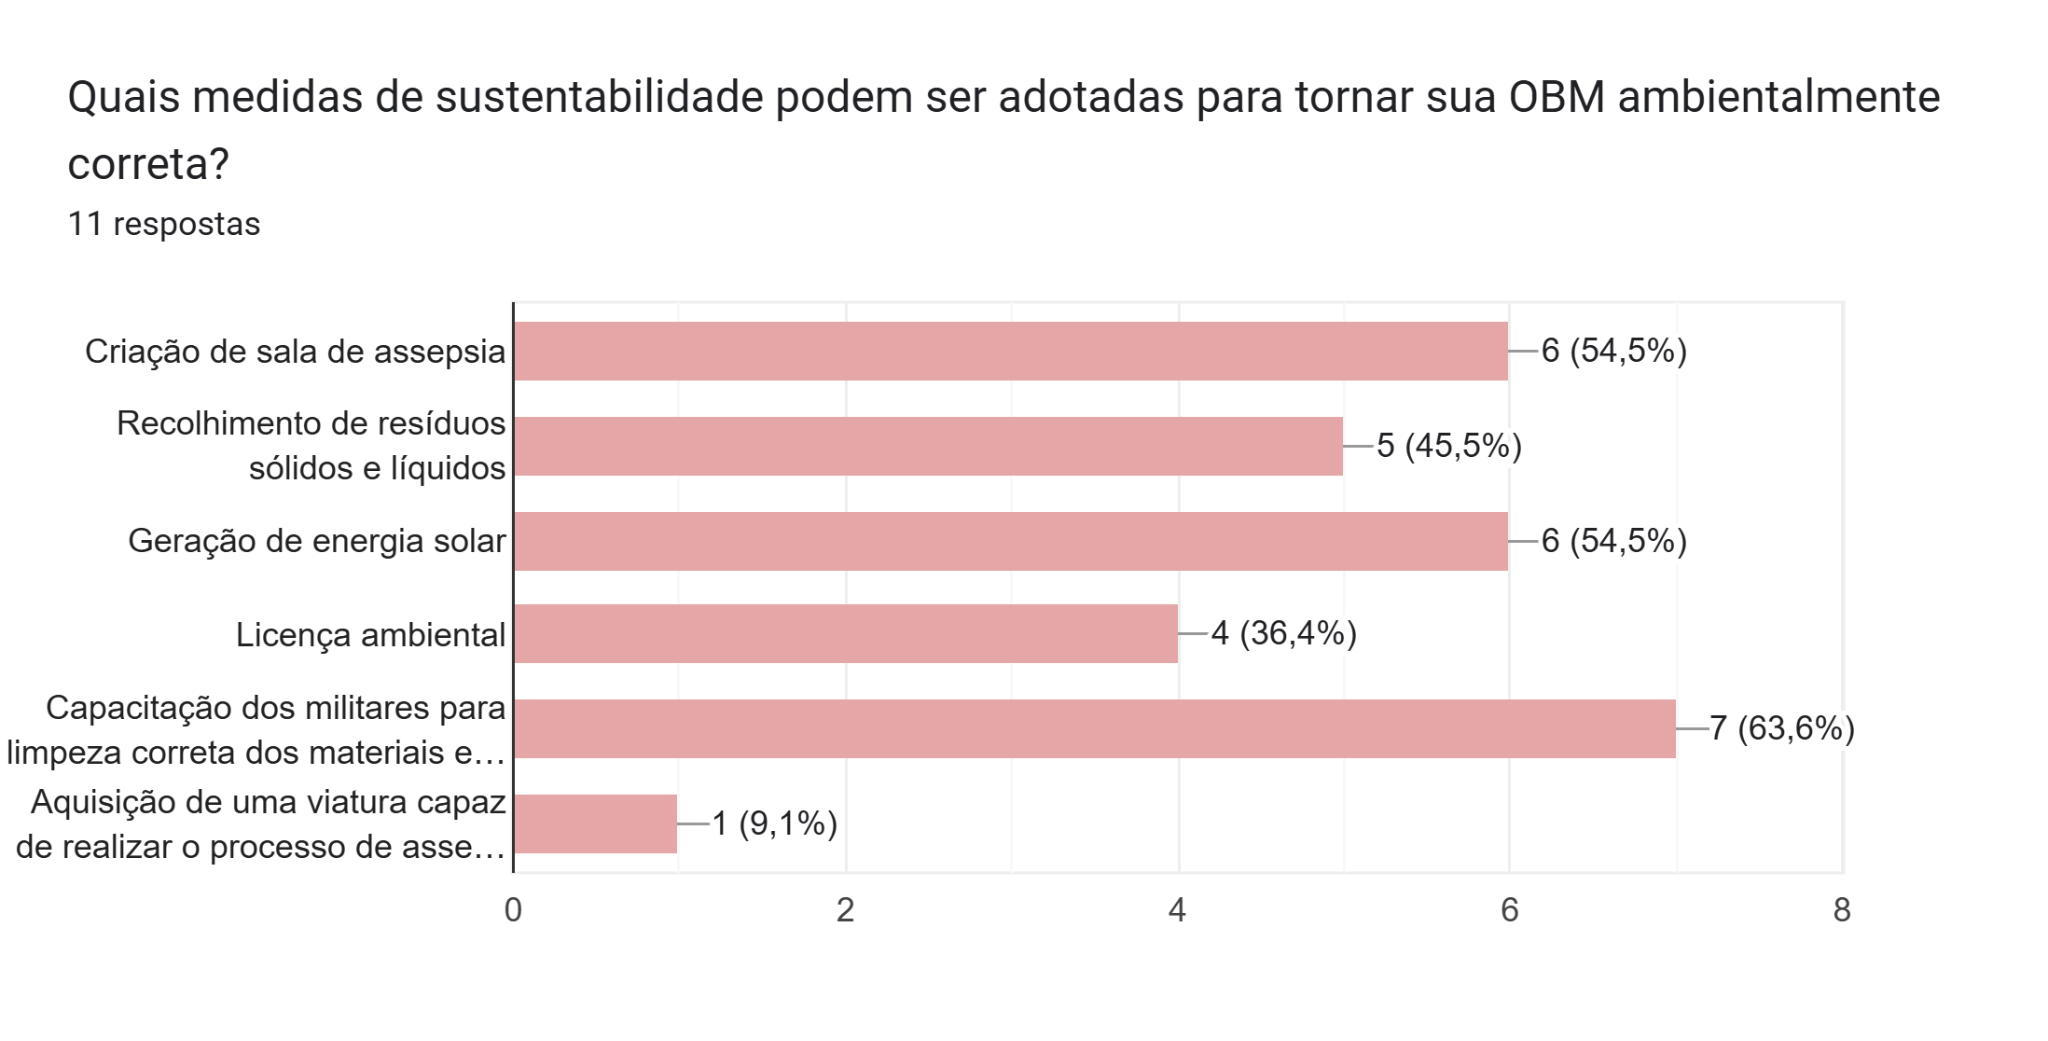 Quais medidas de sustentabilidade podem ser adotadas para tornar sua OBM ambientalmente
correta?
11 respostas
Criação de sala de assepsia
6 (54,5%)
Recolhimento de resíduos
sólidos e líquidos
5 (45,5%)
Geração de energia solar
6 (54,5%)
Licença ambiental
4 (36,4%)
Capacitação dos militares para
limpeza correta dos materiais e…
7 (63,6%)
Aquisição de uma viatura capaz
de realizar o processo de asse…
1 (9,1%)
0 2 4 6 8